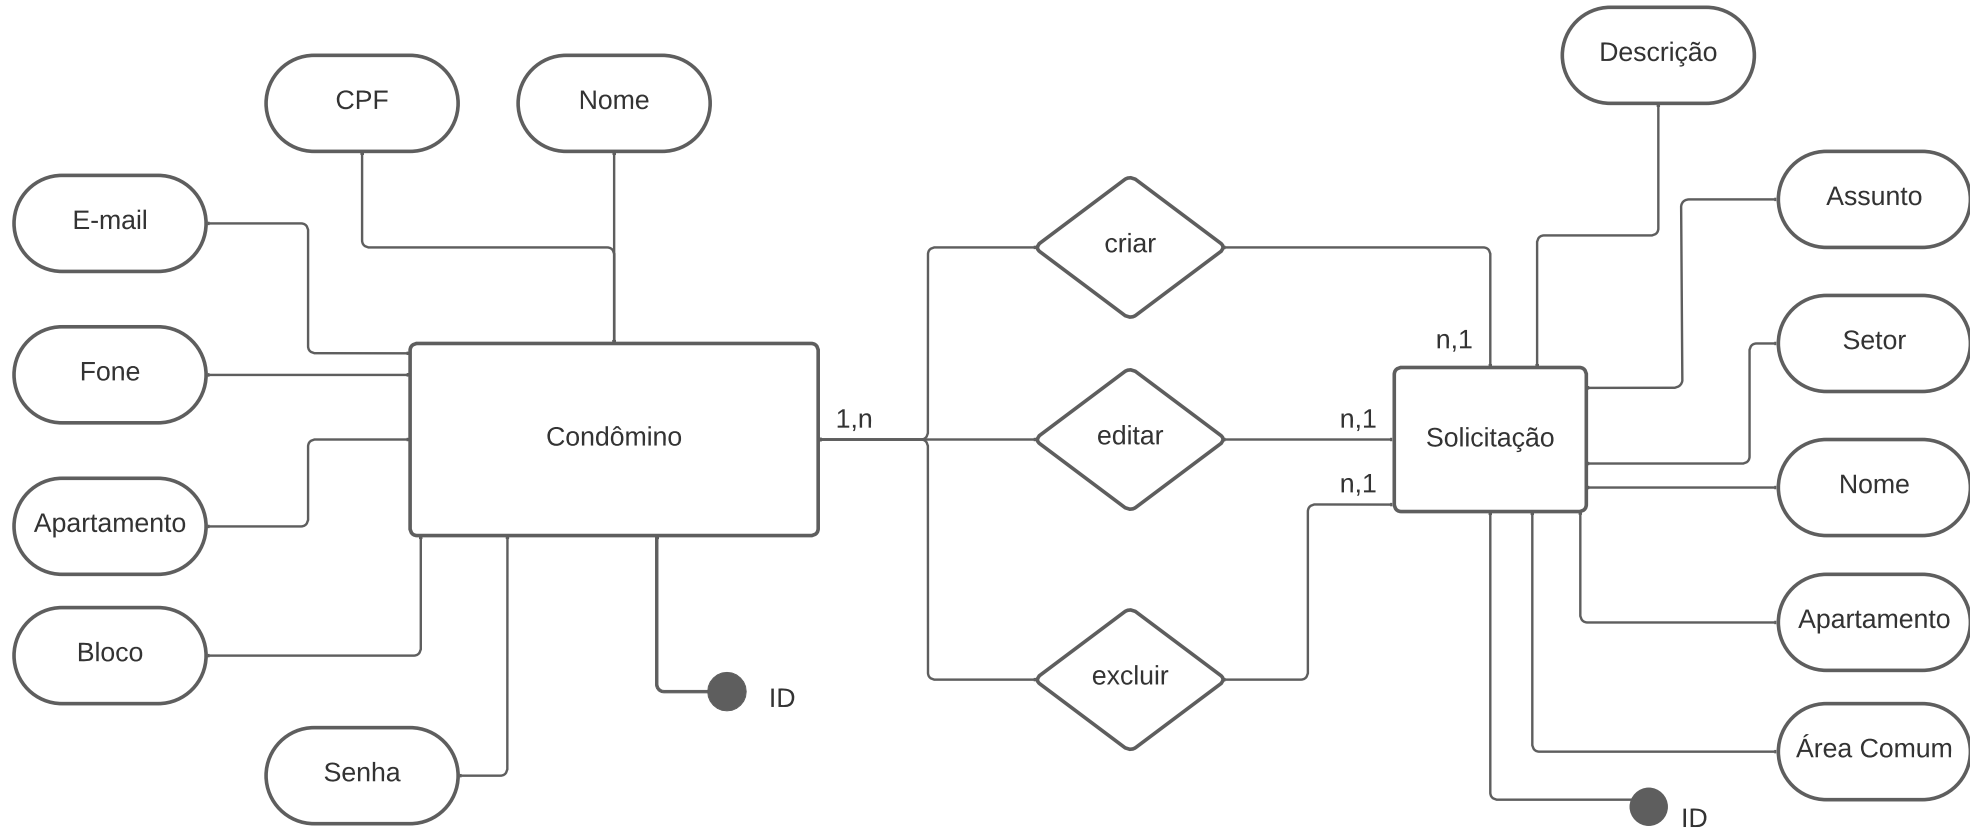 Descrição
CPF
Nome
Assunto
E-mail
criar
Setor
n,1
Fone
1,n
Condômino
editar
n,1
Solicitação
n,1
Nome
Apartamento
Apartamento
Bloco
excluir
ID
Área Comum
Senha
ID